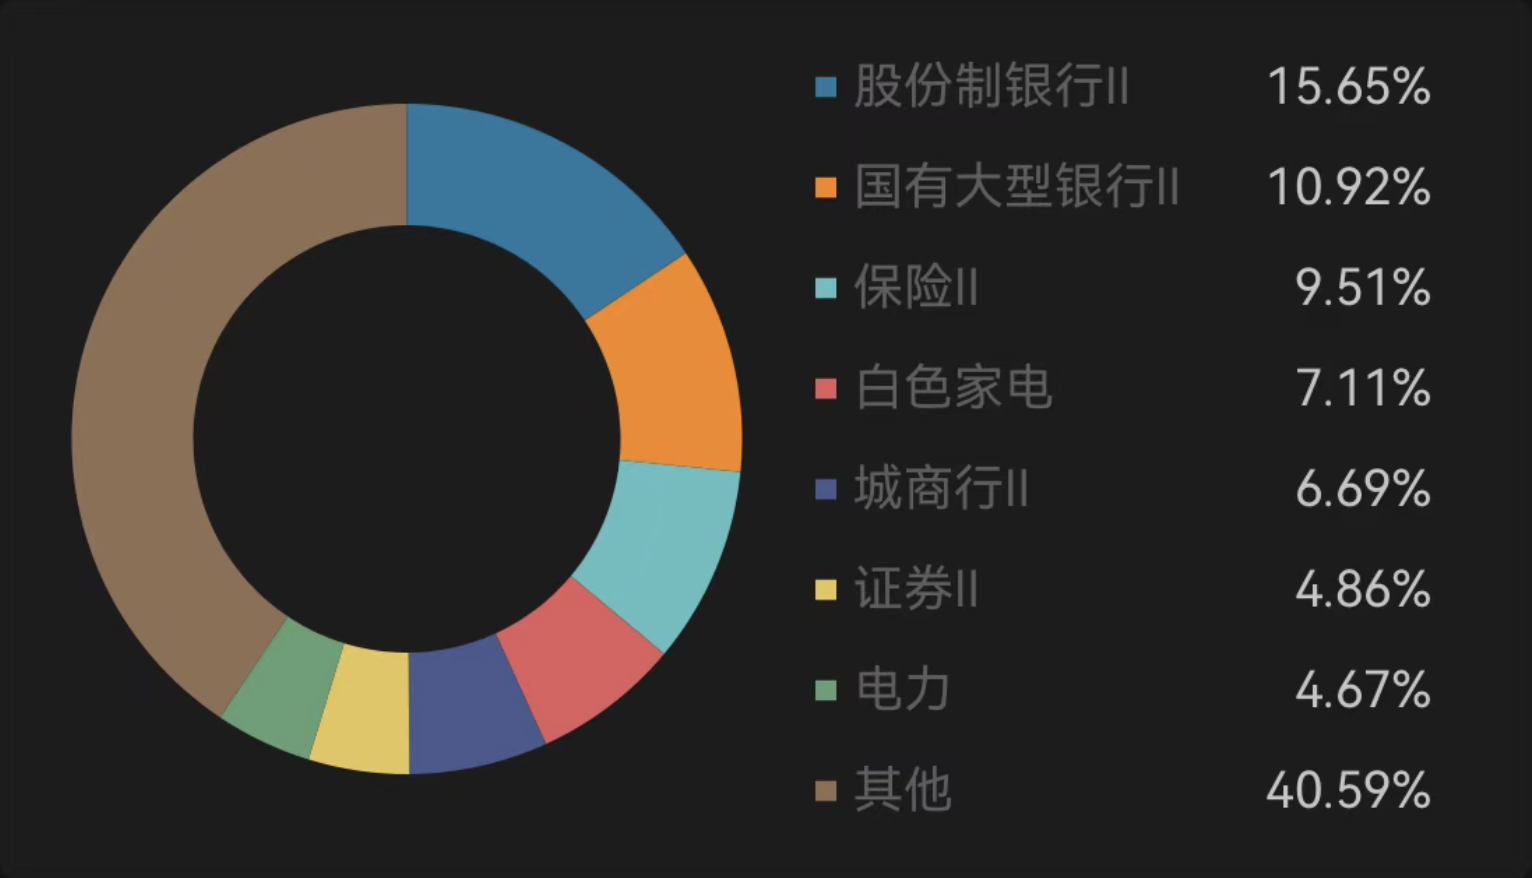 股份制银行II 15.65%
国有大型银行II 10.92%
保险II 9.51%
白色家电 7.11%
城商行II 6.69%
证券II 4.86%
电力 4.67%
其他 40.59%